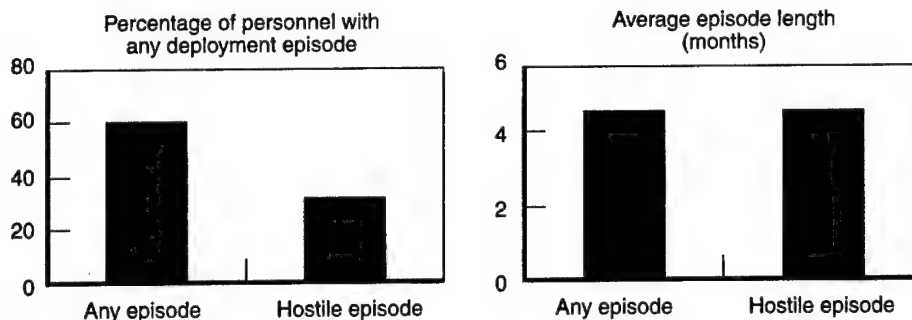 Percentage of personnel with
any deployment episode
80
60
40
20
0
Any episode
Hostile episode
Average episode length
(months)
6
4
2
0
Any episode
Hostile episode